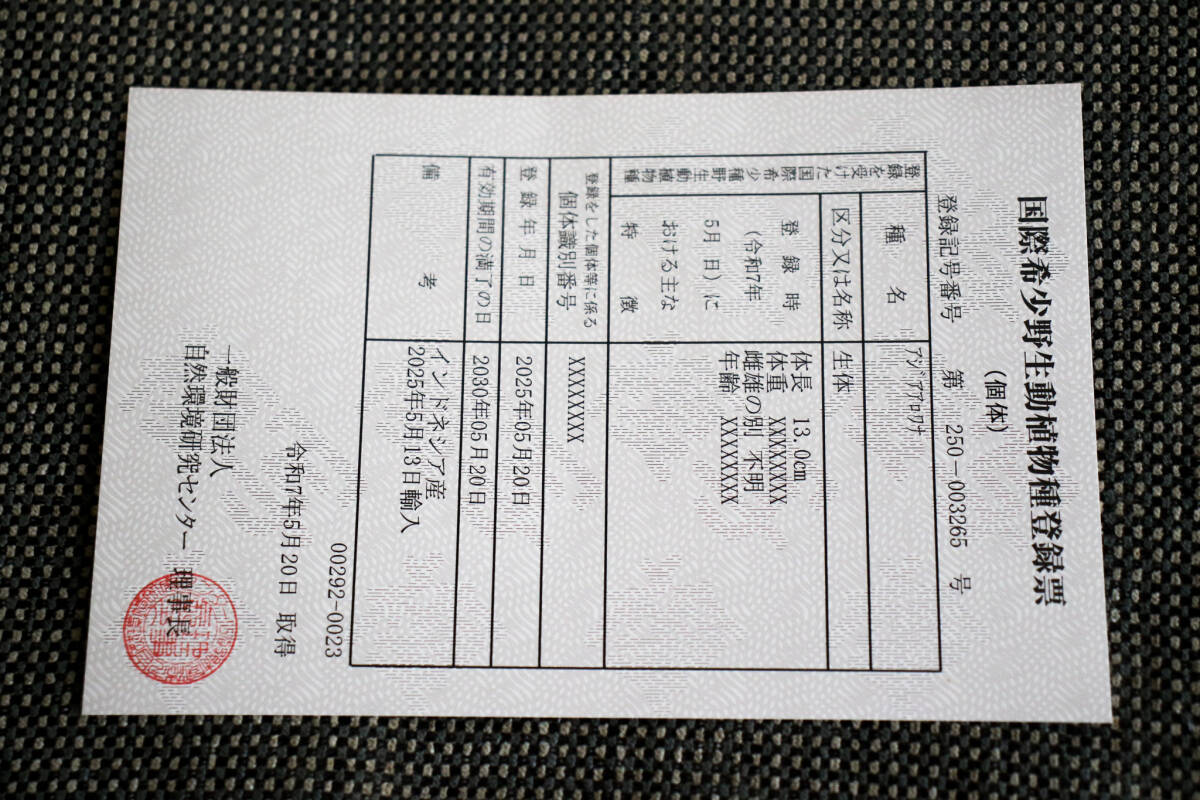 国際希少野生動植物種登録票
(個体)
登録記号番号 第 250-003265 号
登録を受けた国際希少種野生動植物種
種名 アジアアロワナ
区分又は名称 生体
登録時
(令和7年
5月 日)に
おける主な
特徴
体長 13.0cm
体重 XXXXXXXX
雌雄の別 不明
年齢 XXXXXXXX
登録をした個体等に係る
個体識別番号 XXXXXXXX
登録年月日 2025年05月20日
有効期間の満了の日 2030年05月20日
備考
インドネシア産
2025年5月13日輸入
00292-0023
令和7年5月20日 取得
一般財団法人
自然環境研究センター 理事長